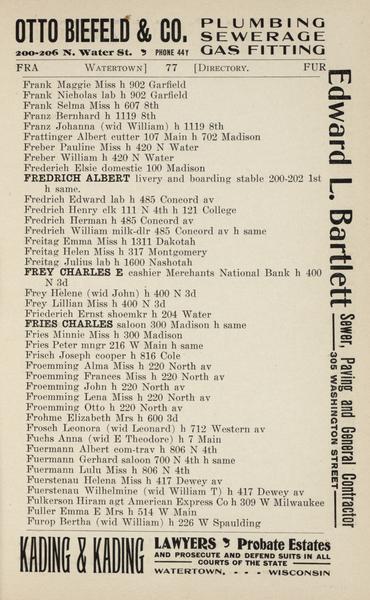 OTTO BIEFELD & CO.
200-206 N. Water St. PHONE 44Y
PLUMBING
SEWERAGE
GAS FITTING
FRA WATERTOWN] 77 [DIRECTORY. FUR
Frank Maggie Miss h 902 Garfield
Frank Nicholas lab h 902 Garfield
Frank Selma Miss h 607 8th
Franz Bernhard h 1119 8th
Franz Johanna (wid William) h 1119 8th
Frattinger Albert cutter 107 Main h 702 Madison
Freber Pauline Miss h 420 N Water
Freber William h 420 N Water
Frederich Elsie domestic 100 Madison
FREDRICH ALBERT livery and boarding stable 200-202 1st
h same.
Fredrich Edward lab h 485 Concord av
Fredrich Henry clk 111 N 4th h 121 College
Fredrich Herman h 485 Concord av
Fredrich William milk-dlr 485 Concord av h same
Freitag Emma Miss h 1311 Dakotah
Freitag Helen Miss h 317 Montgomery
Freitag Julius lab h 1600 Nashotah
FREY CHARLES E cashier Merchants National Bank h 400
N 3d
Frey Helene (wid John) h 400 N 3d
Frey Lillian Miss h 400 N 3d
Friederich Ernst shoemkr h 204 Water
FRIES CHARLES saloon 300 Madison h same
Fries Minnie Miss h 300 Madison
Fries Peter mngr 216 W Main h same
Frisch Joseph cooper h 816 Cole
Froemming Alma Miss h 220 North av
Froemming Frances Miss h 220 North av
Froemming John h 220 North av
Froemming Lena Miss h 220 North av
Froemming Otto h 220 North av
Frohme Elizabeth Mrs h 600 3d
Frosch Leonora (wid Leonard) h 712 Western av
Fuchs Anna (wid E Theodore) h 7 Main
Fuermann Albert com-trav h 806 N 4th
Fuermann Gerhard saloon 700 N 4th h same
Fuermann Lulu Miss h 806 N 4th
Fuerstenau Helena Miss h 417 Dewey av
Fuerstenau Wilhelmine (wid William T) h 417 Dewey av
Fulkerson Hiram agt American Express Co h 309 W Milwaukee
Fuller Emma E Mrs h 514 W Main
Furop Bertha (wid William) h 226 W Spaulding
Edward L. Bartlett
Sewer, Paving and General Contractor
305 WASHINGTON STREET
KADING & KADING
LAWYERS Probate Estates
AND PROSECUTE AND DEFEND SUITS IN ALL
COURTS OF THE STATE
WATERTOWN, - - - WISCONSIN